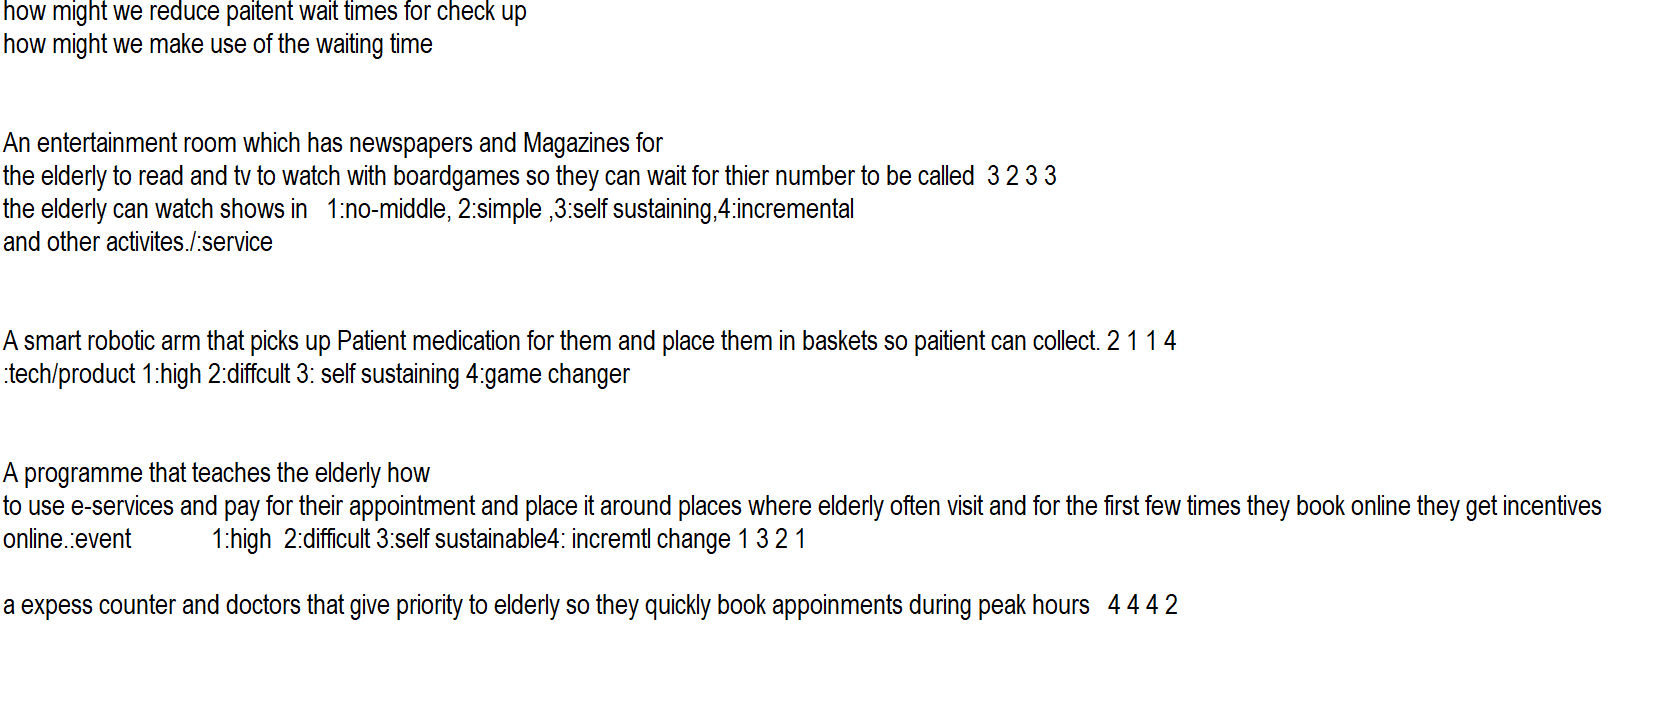 how might we reduce paitent wait times for check up
how might we make use of the waiting time
An entertainment room which has newspapers and Magazines for
the elderly to read and tv to watch with boardgames so they can wait for thier number to be called 3 2 3 3
the elderly can watch shows in 1:no-middle, 2:simple ,3:self sustaining,4:incremental
and other activites./:service
A smart robotic arm that picks up Patient medication for them and place them in baskets so paitient can collect. 2 1 1 4
:tech/product 1:high 2:diffcult 3: self sustaining 4:game changer
A programme that teaches the elderly how
to use e-services and pay for their appointment and place it around places where elderly often visit and for the first few times they book online they get incentives
online.:event 1:high 2:difficult 3:self sustainable4: incremtl change 1 3 2 1
a expess counter and doctors that give priority to elderly so they quickly book appoinments during peak hours 4 4 4 2